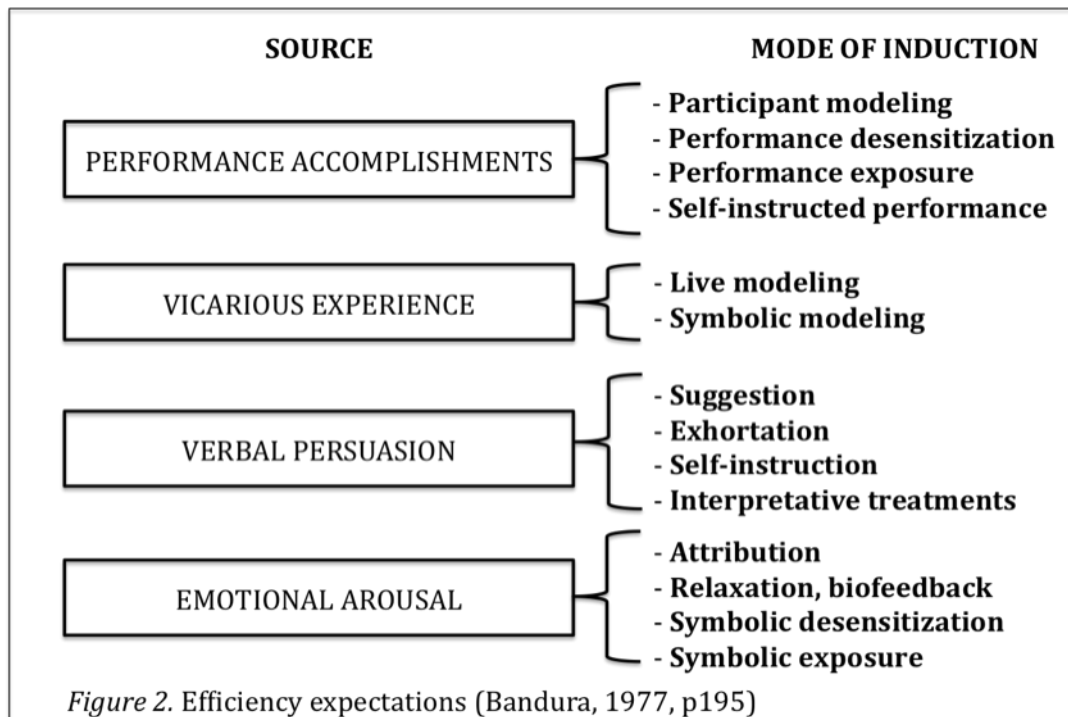 SOURCE
MODE OF INDUCTION
PERFORMANCE ACCOMPLISHMENTS
- Participant modeling
- Performance desensitization
- Performance exposure
- Self-instructed performance
VICARIOUS EXPERIENCE
- Live modeling
- Symbolic modeling
VERBAL PERSUASION
- Suggestion
- Exhortation
- Self-instruction
- Interpretative treatments
EMOTIONAL AROUSAL
- Attribution
- Relaxation, biofeedback
- Symbolic desensitization
- Symbolic exposure
Figure 2. Efficiency expectations (Bandura, 1977, p195)